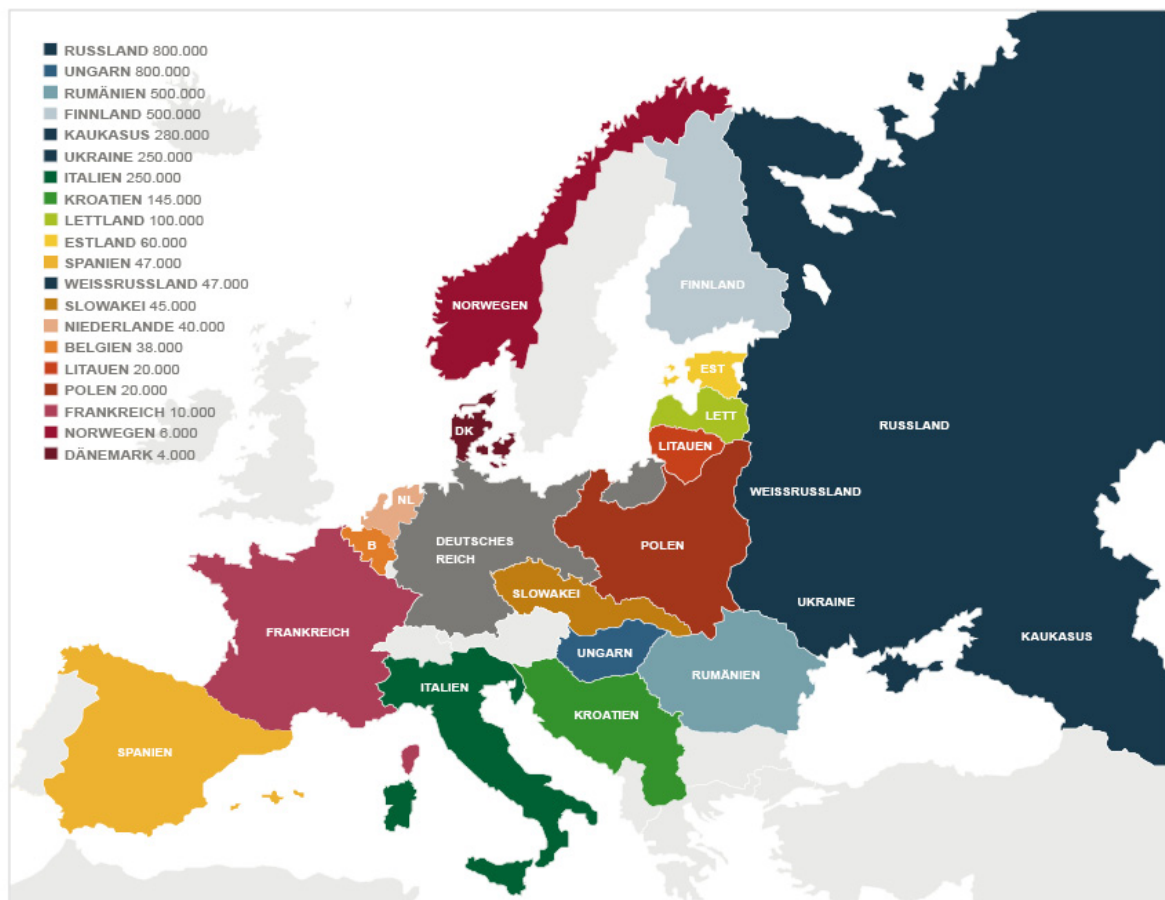 RUSSLAND 800.000
UNGARN 800.000
RUMÄNIEN 500.000
FINNLAND 500.000
KAUKASUS 280.000
UKRAINE 250.000
ITALIEN 250.000
KROATIEN 145.000
LETTLAND 100.000
ESTLAND 60.000
SPANIEN 47.000
WEISSRUSSLAND 47.000
SLOWAKEI 45.000
NIEDERLANDE 40.000
BELGIEN 38.000
LITAUEN 20.000
POLEN 20.000
FRANKREICH 10.000
NORWEGEN 6.000
DÄNEMARK 4.000
FINNLAND
NORWEGEN
EST
LETT
DK
RUSSLAND
LITAUEN
WEISSRUSSLAND
NL
DEUTSCHES
REICH
B
POLEN
SLOWAKEI
UKRAINE
FRANKREICH
KAUKASUS
UNGARN
RUMÄNIEN
ITALIEN
KROATIEN
SPANIEN